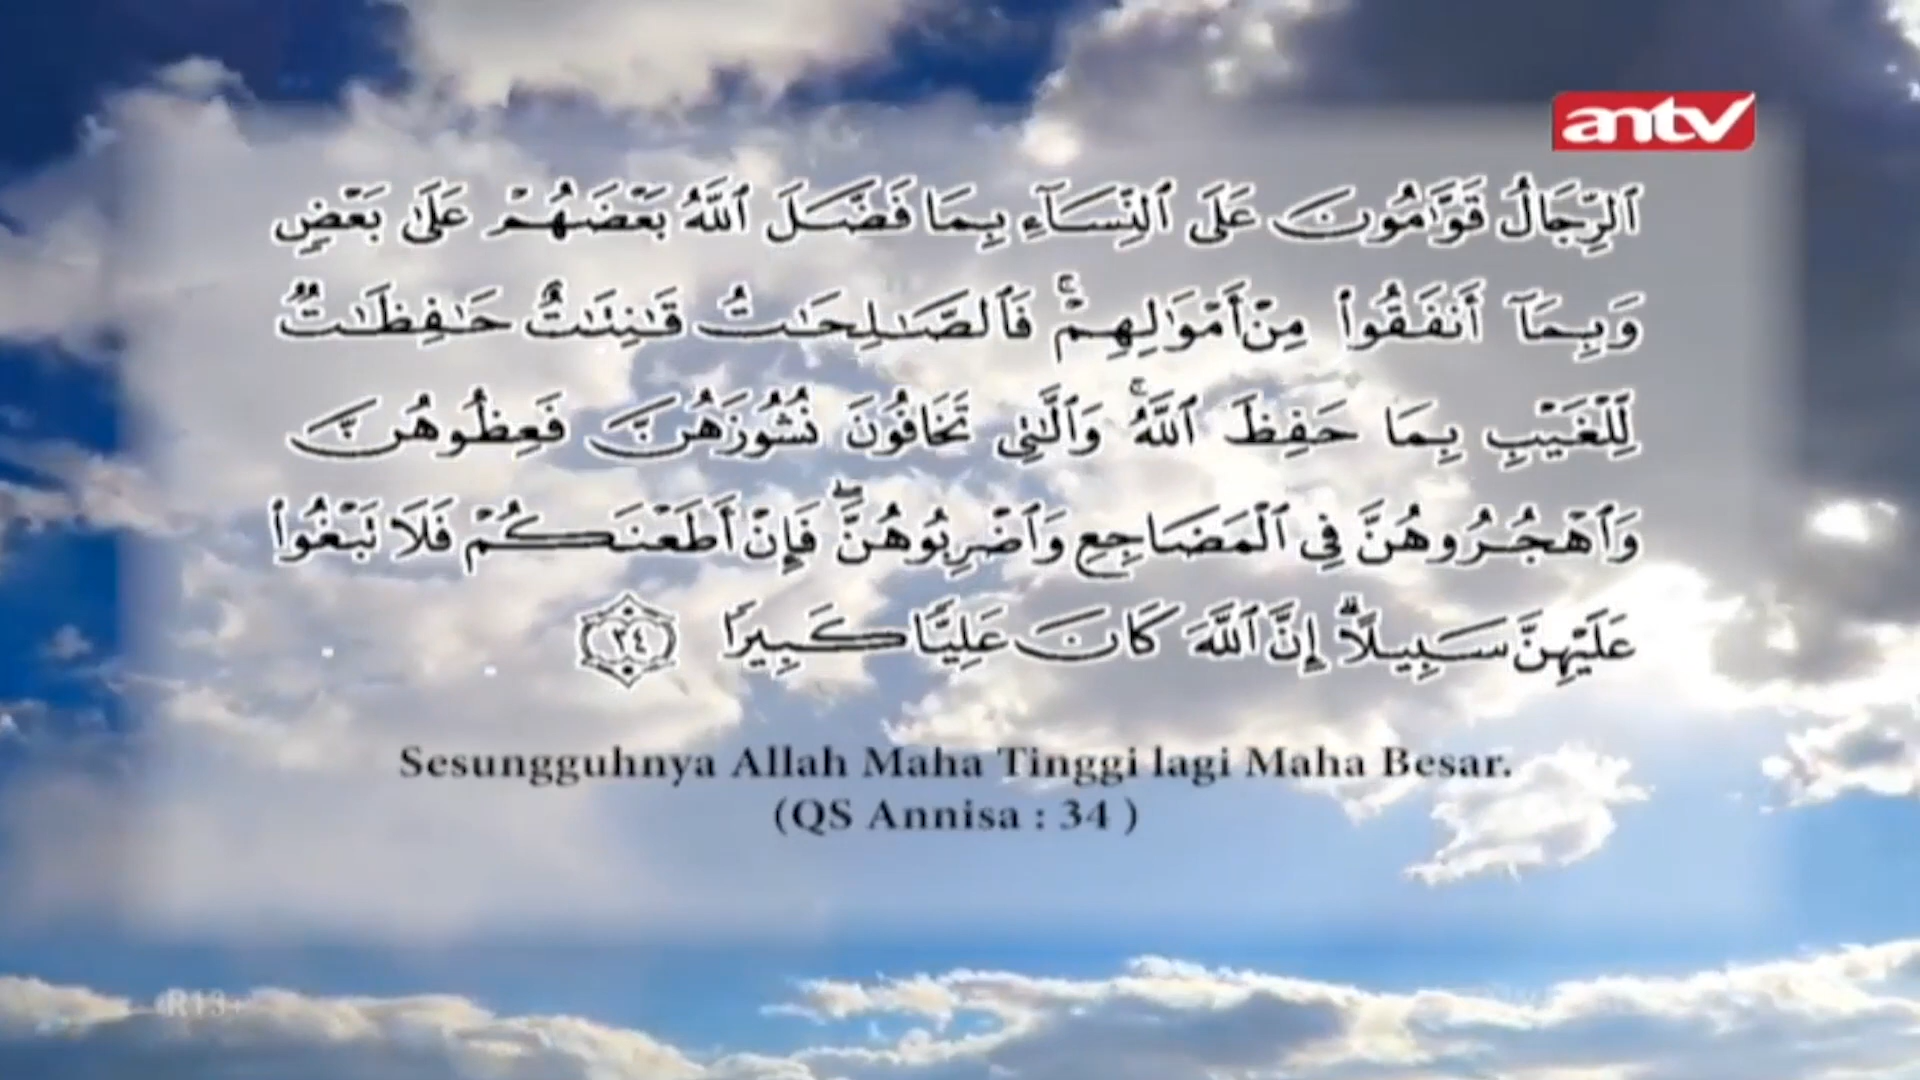 antv
ٱلرِّجَالُ قَوَّٰمُونَ عَلَى ٱلنِّسَآءِ بِمَا فَضَّلَ ٱللَّهُ بَعْضَهُمْ عَلَىٰ بَعْضٍ
وَبِمَآ أَنفَقُوا۟ مِنْ أَمْوَٰلِهِمْ ۚ فَٱلصَّٰلِحَٰتُ قَٰنِتَٰتٌ حَٰفِظَٰتٌ
لِّلْغَيْبِ بِمَا حَفِظَ ٱللَّهُ ۚ وَٱلَّٰتِى تَخَافُونَ نُشُوزَهُنَّ فَعِظُوهُنَّ
وَٱهْجُرُوهُنَّ فِى ٱلْمَضَاجِعِ وَٱضْرِبُوهُنَّ ۖ فَإِنْ أَطَعْنَكُمْ فَلَا تَبْغُوا۟
عَلَيْهِنَّ سَبِيلًا ۗ إِنَّ ٱللَّهَ كَانَ عَلِيًّا كَبِيرًا ٣٤
Sesungguhnya Allah Maha Tinggi lagi Maha Besar.
(QS Annisa : 34 )
R13+